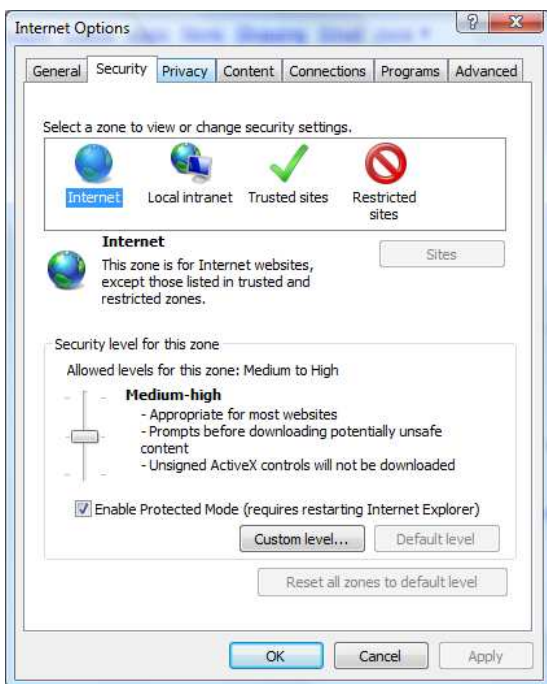 Internet Options
?
X
General Security Privacy Content Connections Programs Advanced
Select a zone to view or change security settings.
Internet Local intranet Trusted sites Restricted
sites
Internet
Sites
This zone is for Internet websites,
except those listed in trusted and
restricted zones.
Security level for this zone
Allowed levels for this zone: Medium to High
Medium-high
- Appropriate for most websites
- Prompts before downloading potentially unsafe
content
- Unsigned ActiveX controls will not be downloaded
Enable Protected Mode (requires restarting Internet Explorer)
Custom level... Default level
Reset all zones to default level
OK Cancel Apply